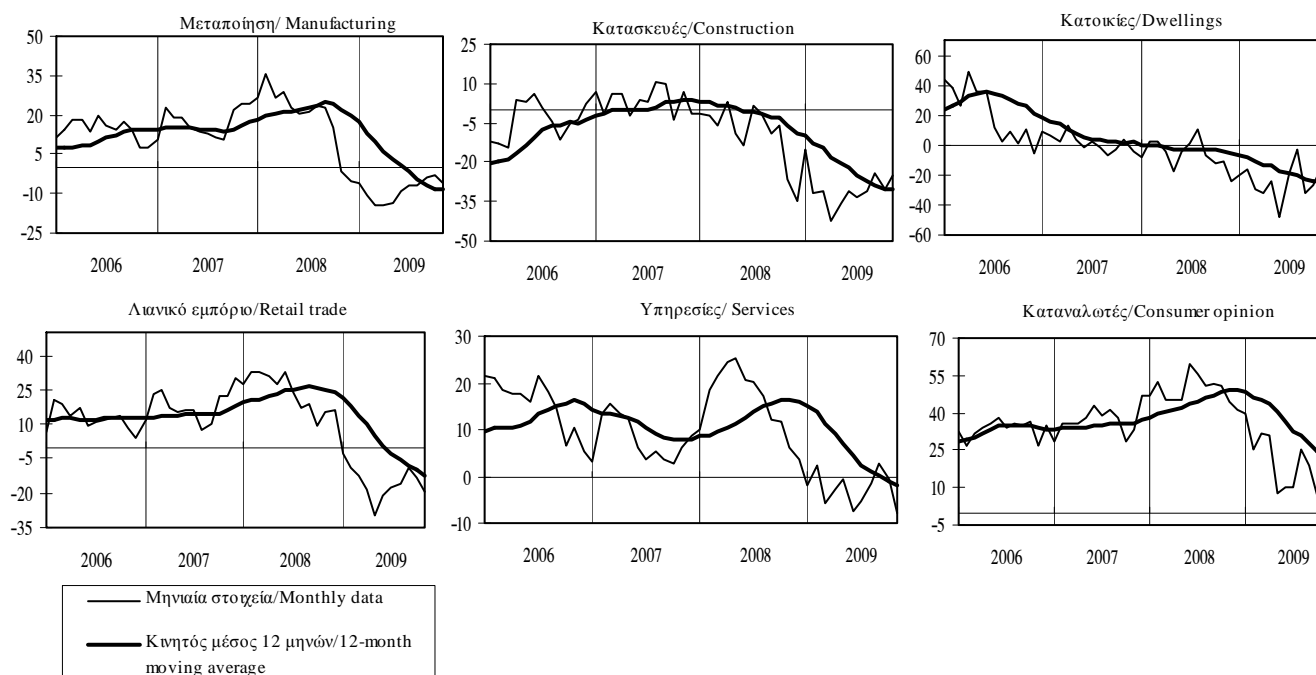 Μεταποίηση/ Manufacturing
50
35
20
5
-10
-25
2006 2007 2008 2009
Κατασκευές/Construction
25
10
-5
-20
-35
-50
2006 2007 2008 2009
Κατοικίες/Dwellings
60
40
20
0
-20
-40
-60
2006 2007 2008 2009
Λιανικό εμπόριο/Retail trade
40
25
10
-5
-20
-35
2006 2007 2008 2009
Υπηρεσίες/ Services
30
20
10
0
-10
2006 2007 2008 2009
Καταναλωτές/Consumer opinion
70
55
40
25
10
-5
2006 2007 2008 2009
Μηνιαία στοιχεία/Monthly data
Κινητός μέσος 12 μηνών/12-month
moving average